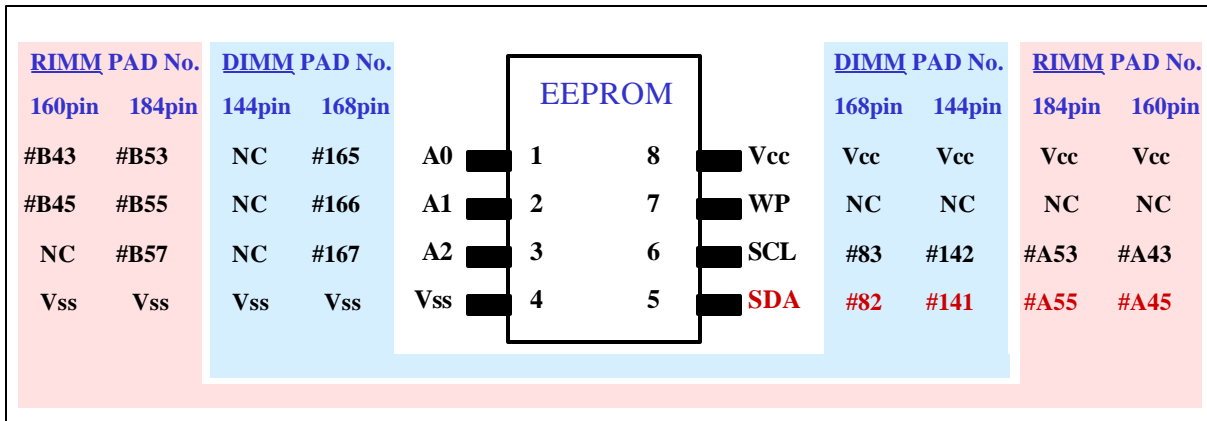 RIMM PAD No. DIMM PAD No. DIMM PAD No. RIMM PAD No.
EEPROM
160pin 184pin 144pin 168pin 168pin 144pin 184pin 160pin
#B43 #B53 NC #165 A0 1 8 Vcc Vcc Vcc Vcc Vcc
#B45 #B55 NC #166 A1 2 7 WP NC NC NC NC
NC #B57 NC #167 A2 3 6 SCL #83 #142 #A53 #A43
Vss Vss Vss Vss Vss 4 5 SDA #82 #141 #A55 #A45